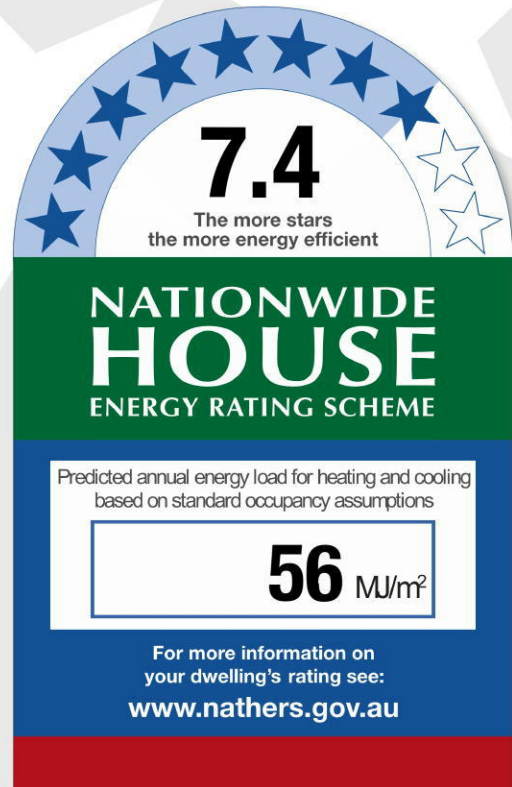 7.4
The more stars
the more energy efficient
NATIONWIDE
HOUSE
ENERGY RATING SCHEME
Predicted annual energy load for heating and cooling
based on standard occupancy assumptions
56 MJ/m²
For more information on
your dwelling's rating see:
www.nathers.gov.au